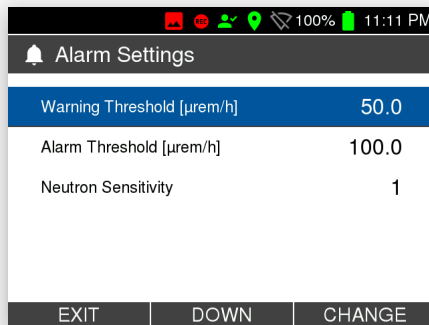 REC 100% 11:11 PM
Alarm Settings
Warning Threshold [µrem/h] 50.0
Alarm Threshold [µrem/h] 100.0
Neutron Sensitivity 1
EXIT DOWN CHANGE